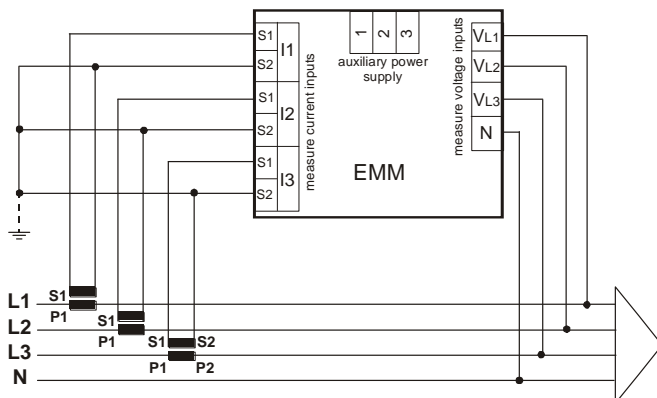 S1
S2
I1
S1
S2
I2
S1
S2
I3
measure current inputs
1
2
3
auxiliary power
supply
EMM
measure voltage inputs
VL1
VL2
VL3
N
L1
S1
P1
L2
S1
P1
L3
S1
S2
P1
P2
N